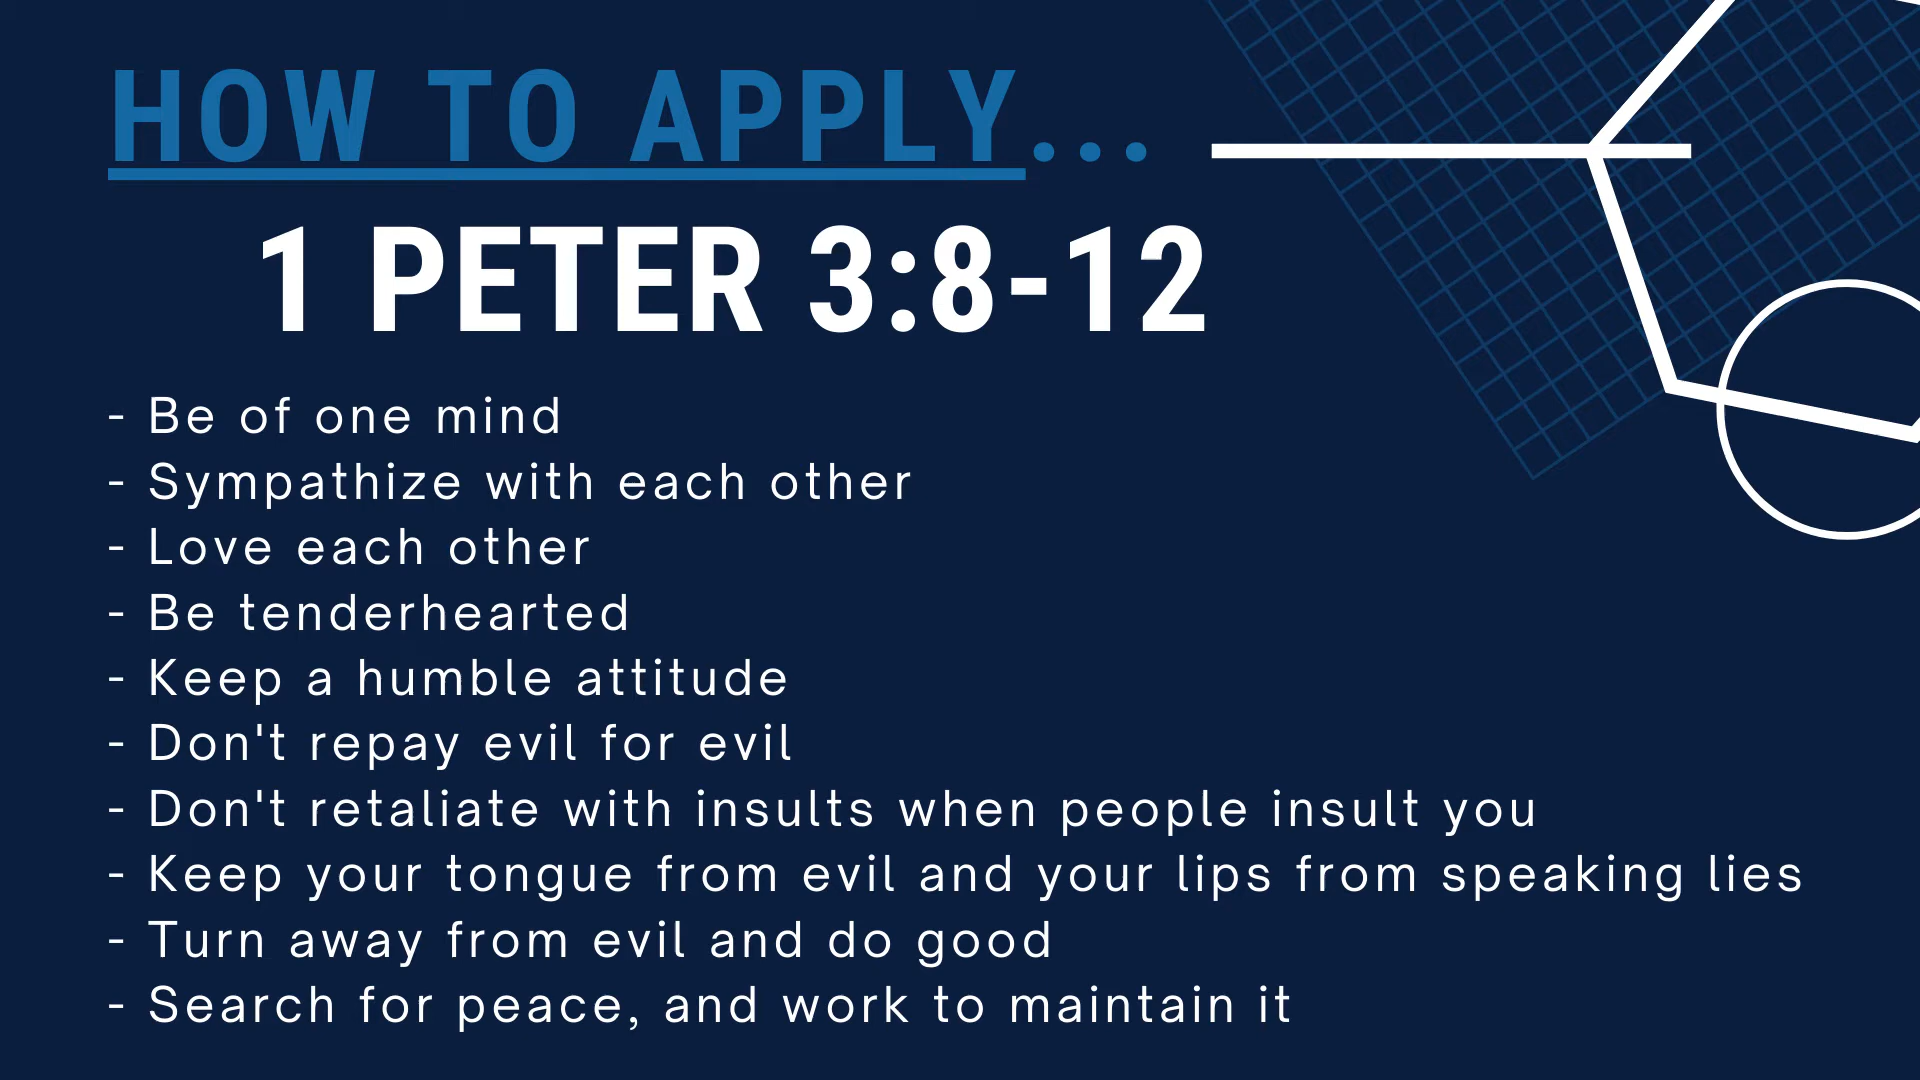 HOW TO APPLY...
1 PETER 3:8-12
- Be of one mind
- Sympathize with each other
- Love each other
- Be tenderhearted
- Keep a humble attitude
- Don't repay evil for evil
- Don't retaliate with insults when people insult you
- Keep your tongue from evil and your lips from speaking lies
- Turn away from evil and do good
- Search for peace, and work to maintain it